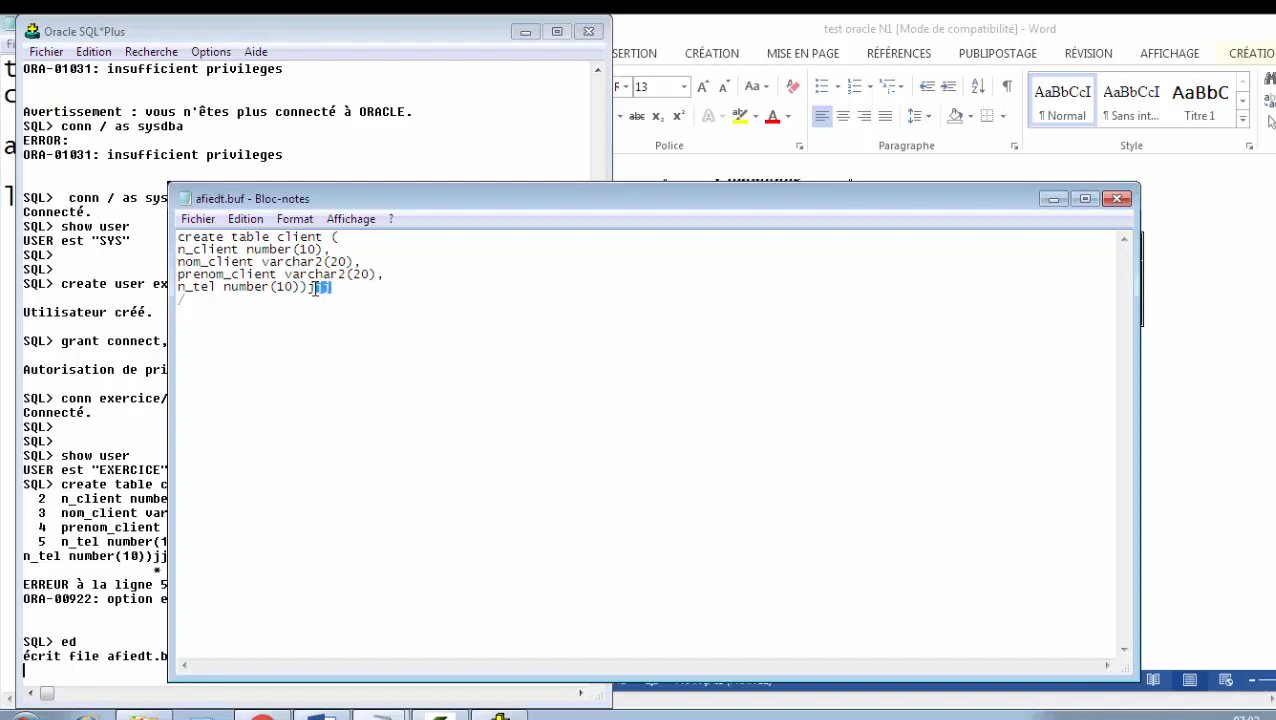 Oracle SQL*Plus
Fichier Edition Recherche Options Aide
ORA-01031: insufficient privileges
Avertissement : vous n'êtes plus connecté à ORACLE.
SQL> conn / as sysdba
ERROR:
ORA-01031: insufficient privileges
SQL> conn / as sys
Connecté.
SQL> show user
USER est "SYS"
SQL>
SQL>
SQL> create user ex
Utilisateur créé.
SQL> grant connect,
Autorisation de pri
SQL> conn exercice/
Connecté.
SQL>
SQL>
SQL> show user
USER est "EXERCICE"
SQL> create table c
2 n_client numbe
3 nom_client var
4 prenom_client
5 n_tel number(1
n_tel number(10))jj
*
ERREUR à la ligne 5
ORA-00922: option e
SQL> ed
écrit file afiedt.b
afiedt.buf - Bloc-notes
Fichier Edition Format Affichage ?
create table client (
n_client number(10),
nom_client varchar2(20),
prenom_client varchar2(20),
n_tel number(10))jjj
/
test oracle N1 [Mode de compatibilité] - Word
SERTION CRÉATION MISE EN PAGE RÉFÉRENCES PUBLIPOSTAGE RÉVISION AFFICHAGE CRÉATIO
13
Aa
abc x₂ x²
A
AaBbCcI AaBbCcI AaBbC
¶ Normal ¶ Sans int... Titre 1
Police Paragraphe Style